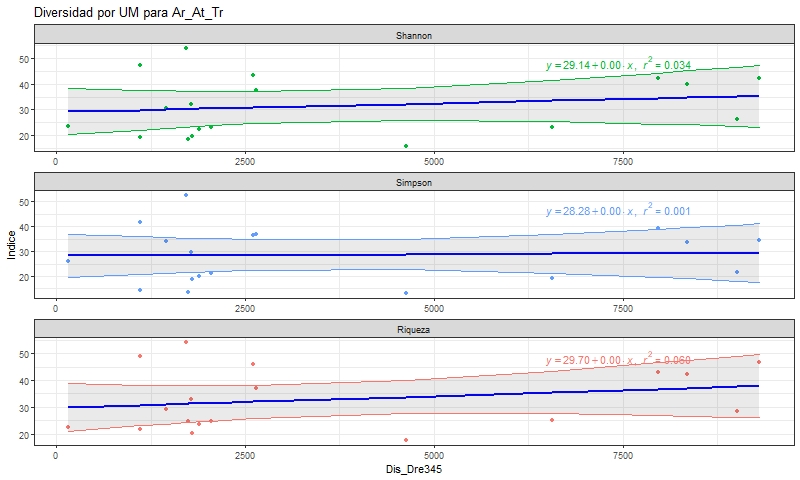 Diversidad por UM para Ar_At_Tr
Shannon
y = 29.14 + 0.00 · x, r² = 0.034
50
40
30
20
0 2500 5000 7500
Simpson
y = 28.28 + 0.00 · x, r² = 0.001
50
40
30
20
0 2500 5000 7500
Indice
Riqueza
y = 29.70 + 0.00 · x, r² = 0.060
50
40
30
20
0 2500 5000 7500
Dis_Dre345